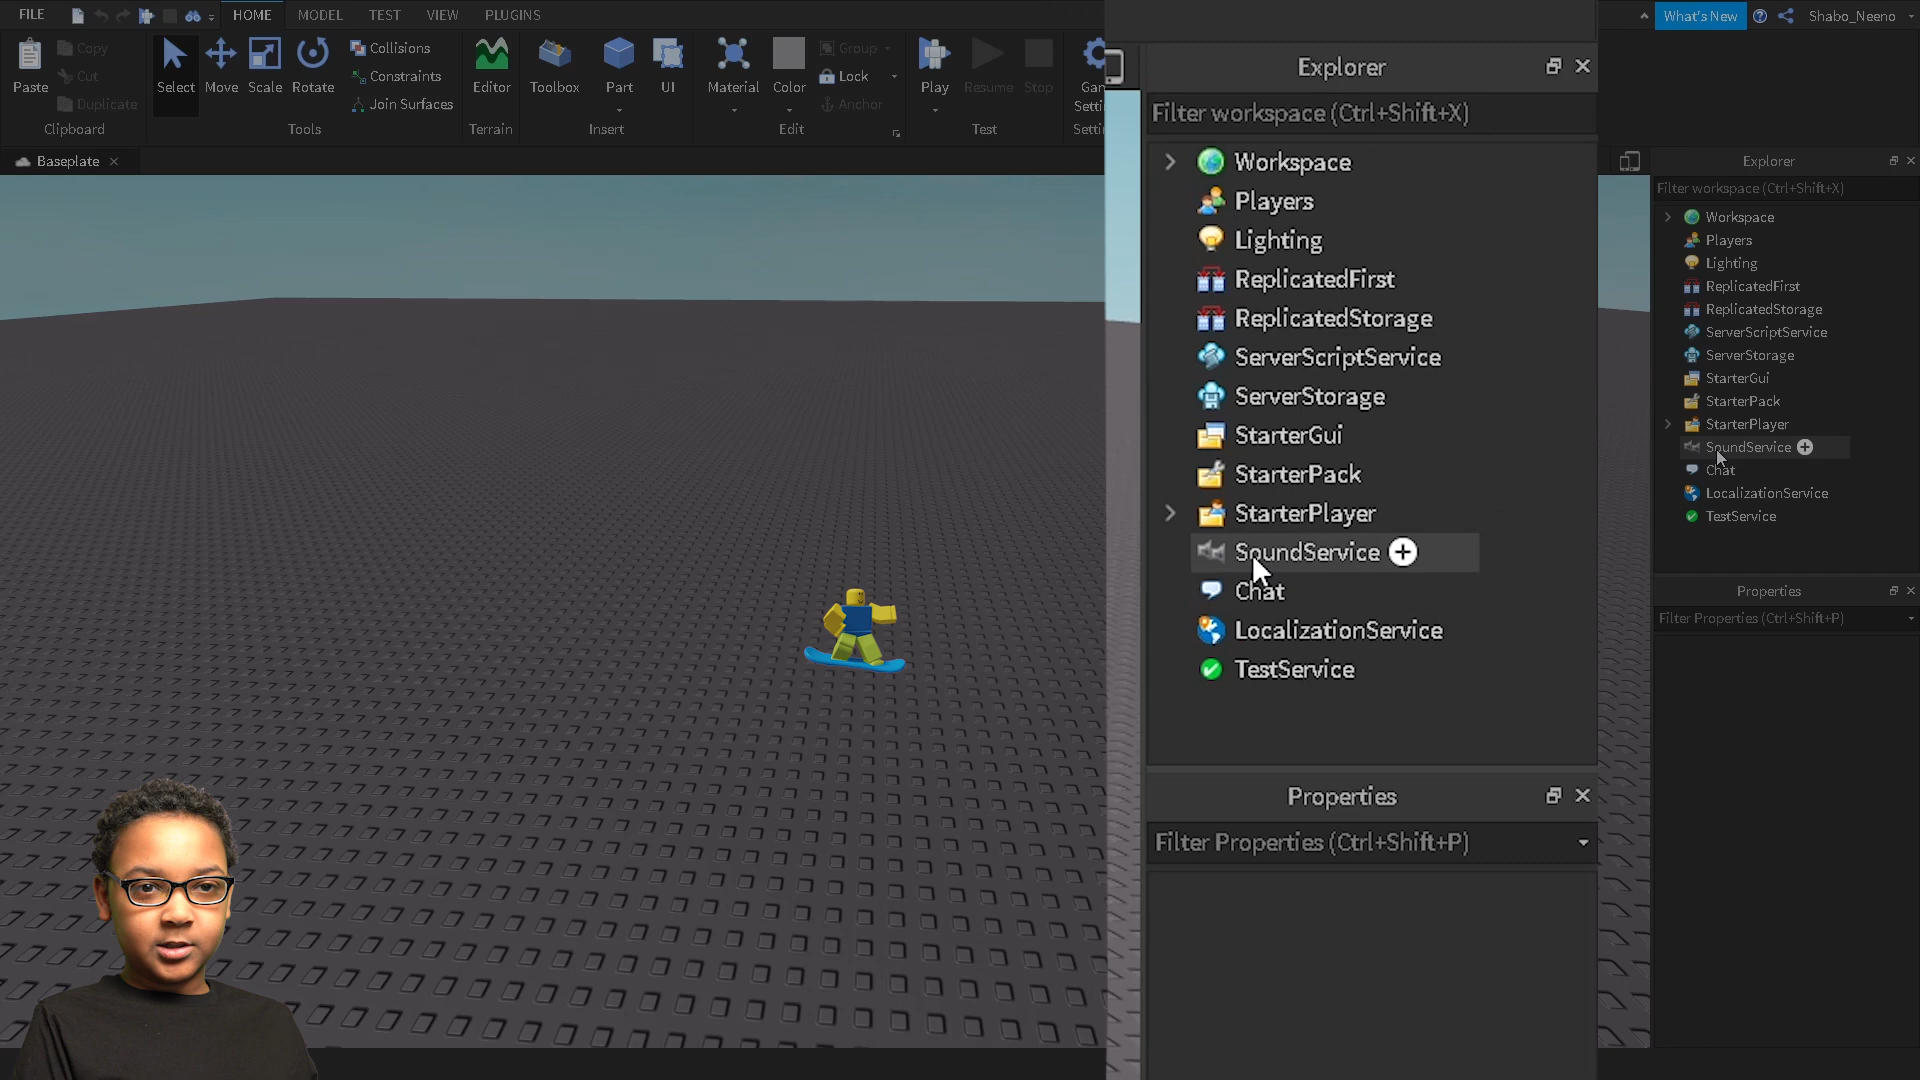 FILE
HOME
MODEL
TEST
VIEW
PLUGINS
What's New
Shabo_Neeno
Paste
Copy
Cut
Duplicate
Clipboard
Select
Move
Scale
Rotate
Collisions
Constraints
Join Surfaces
Tools
Editor
Terrain
Toolbox
Part
UI
Insert
Material
Color
Group
Lock
Anchor
Edit
Play
Resume
Stop
Test
Gam
Setti
Setti
Baseplate
Explorer
Filter workspace (Ctrl+Shift+X)
Workspace
Players
Lighting
ReplicatedFirst
ReplicatedStorage
ServerScriptService
ServerStorage
StarterGui
StarterPack
StarterPlayer
SoundService
Chat
LocalizationService
TestService
Properties
Filter Properties (Ctrl+Shift+P)
Explorer
Filter workspace (Ctrl+Shift+X)
Workspace
Players
Lighting
ReplicatedFirst
ReplicatedStorage
ServerScriptService
ServerStorage
StarterGui
StarterPack
StarterPlayer
SoundService
Chat
LocalizationService
TestService
Properties
Filter Properties (Ctrl+Shift+P)